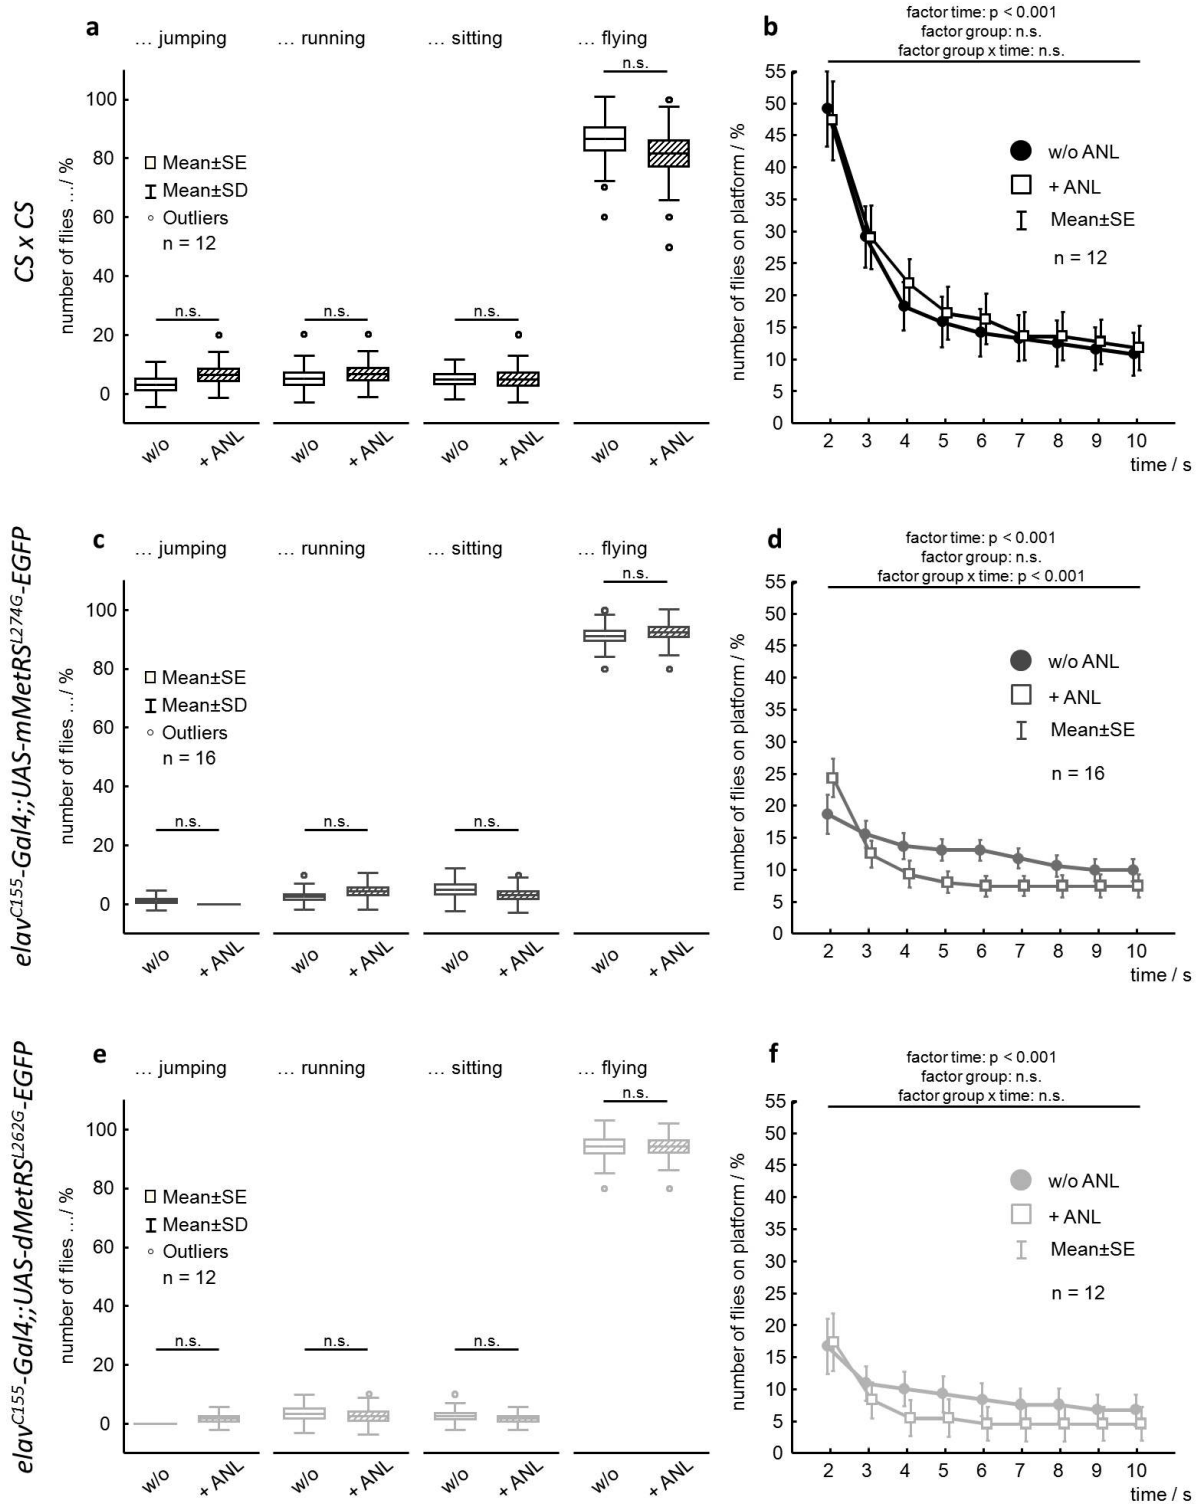 a
… jumping
… running
… sitting
… flying
CS x CS
number of flies …/ %
100
80
60
40
20
0
Mean±SE
Mean±SD
Outliers
n = 12
n.s.
n.s.
n.s.
n.s.
w/o
+ ANL
w/o
+ ANL
w/o
+ ANL
w/o
+ ANL
b
factor time: p < 0.001
factor group: n.s.
factor group x time: n.s.
number of flies on platform / %
55
50
45
40
35
30
25
20
15
10
5
0
w/o ANL
+ ANL
Mean±SE
n = 12
2 3 4 5 6 7 8 9 10
time / s
c
… jumping
… running
… sitting
… flying
elavC155-Gal4;;UAS-mMetRSL274G-EGFP
number of flies …/ %
100
80
60
40
20
0
Mean±SE
Mean±SD
Outliers
n = 16
n.s.
n.s.
n.s.
n.s.
w/o
+ ANL
w/o
+ ANL
w/o
+ ANL
w/o
+ ANL
d
factor time: p < 0.001
factor group: n.s.
factor group x time: p < 0.001
number of flies on platform / %
55
50
45
40
35
30
25
20
15
10
5
0
w/o ANL
+ ANL
Mean±SE
n = 16
2 3 4 5 6 7 8 9 10
time / s
e
… jumping
… running
… sitting
… flying
elavC155-Gal4;;UAS-dMetRSL262G-EGFP
number of flies …/ %
100
80
60
40
20
0
Mean±SE
Mean±SD
Outliers
n = 12
n.s.
n.s.
n.s.
n.s.
w/o
+ ANL
w/o
+ ANL
w/o
+ ANL
w/o
+ ANL
f
factor time: p < 0.001
factor group: n.s.
factor group x time: n.s.
number of flies on platform / %
55
50
45
40
35
30
25
20
15
10
5
0
w/o ANL
+ ANL
Mean±SE
n = 12
2 3 4 5 6 7 8 9 10
time / s